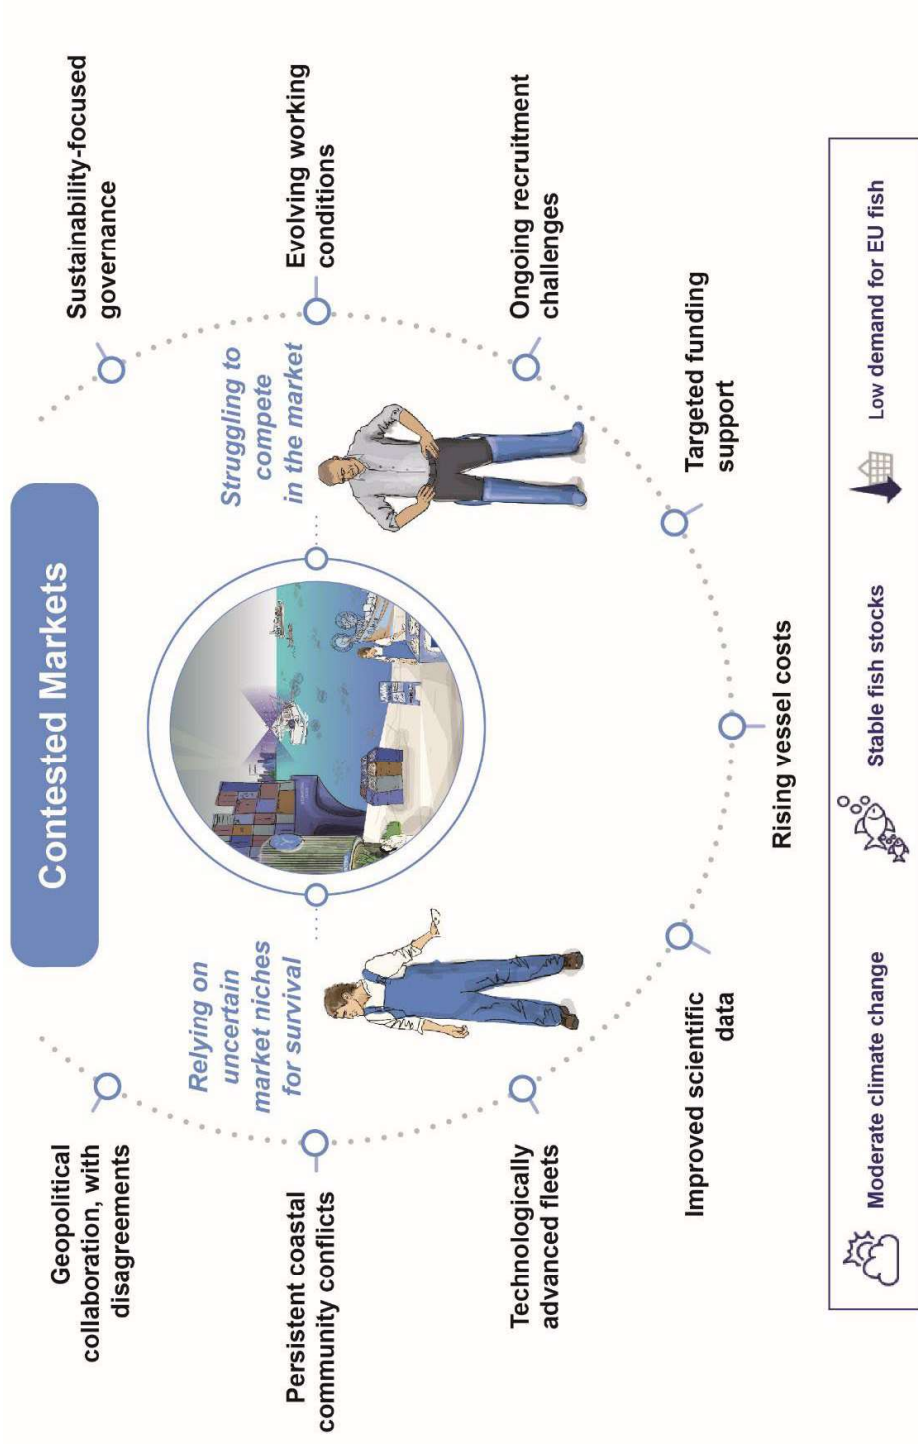 Contested Markets
Geopolitical
collaboration, with
disagreements
Sustainability-focused
governance
Relying on
uncertain
market niches
for survival
Struggling to
compete
in the market
Persistent coastal
community conflicts
Evolving working
conditions
Technologically
advanced fleets
Ongoing recruitment
challenges
Improved scientific
data
Targeted funding
support
Rising vessel costs
Moderate climate change
Stable fish stocks
Low demand for EU fish